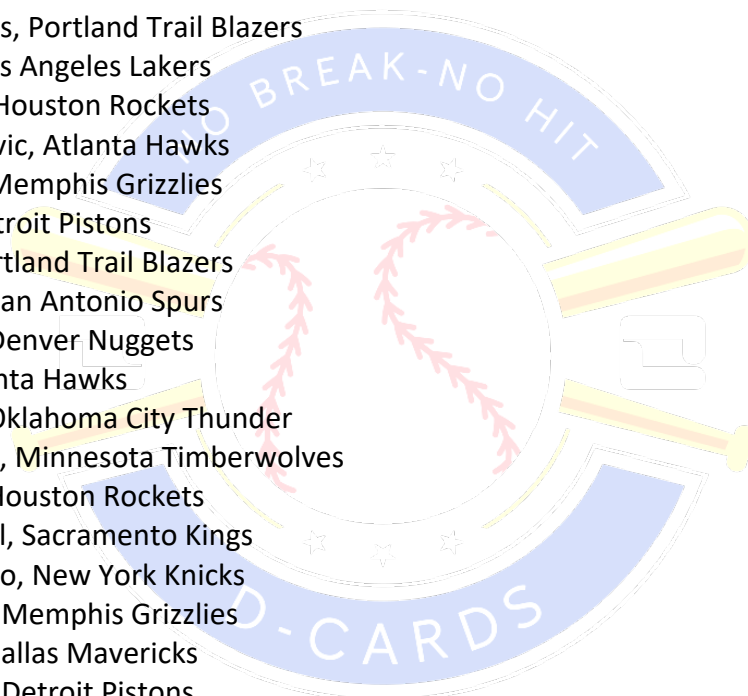 s, Portland Trail Blazers
s Angeles Lakers
Houston Rockets
vic, Atlanta Hawks
Memphis Grizzlies
troit Pistons
rtland Trail Blazers
an Antonio Spurs
Denver Nuggets
nta Hawks
Oklahoma City Thunder
, Minnesota Timberwolves
Houston Rockets
l, Sacramento Kings
o, New York Knicks
Memphis Grizzlies
allas Mavericks
Detroit Pistons
NO BREAK-NO HIT
D-CARDS